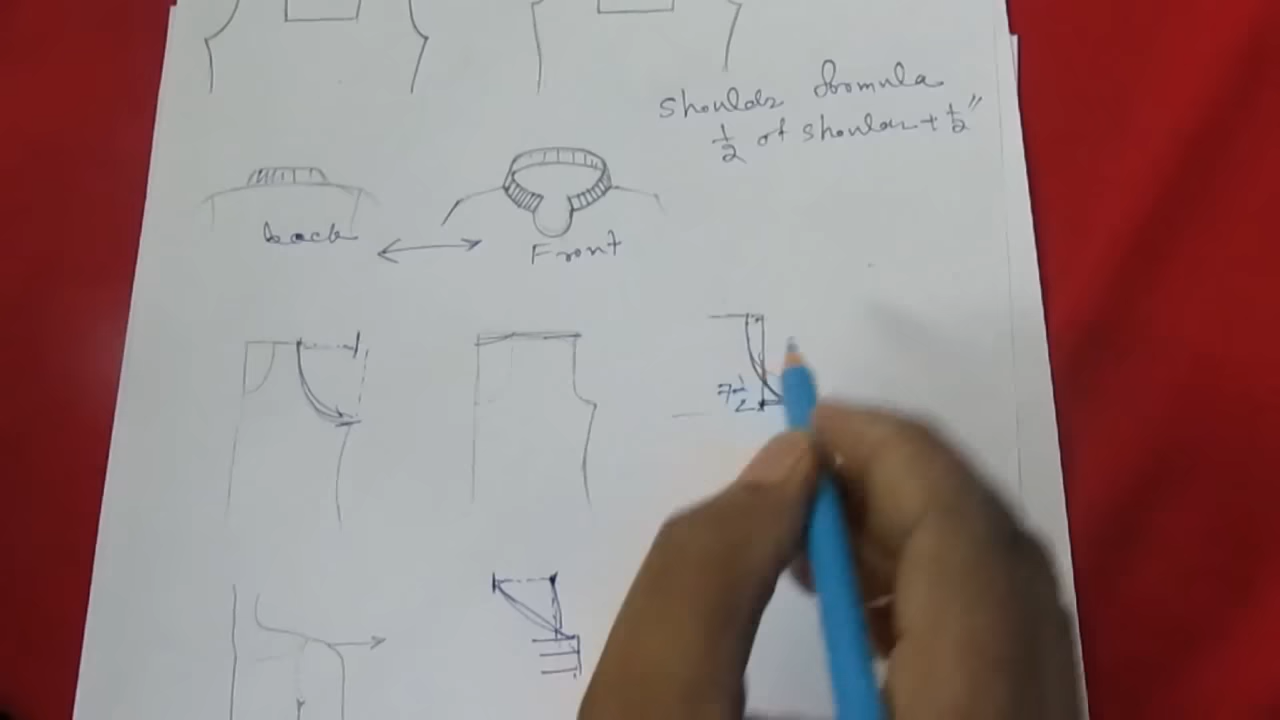 Shoulder formula
1/2 of Shoulder + 1/2"
back
Front
7 1/2